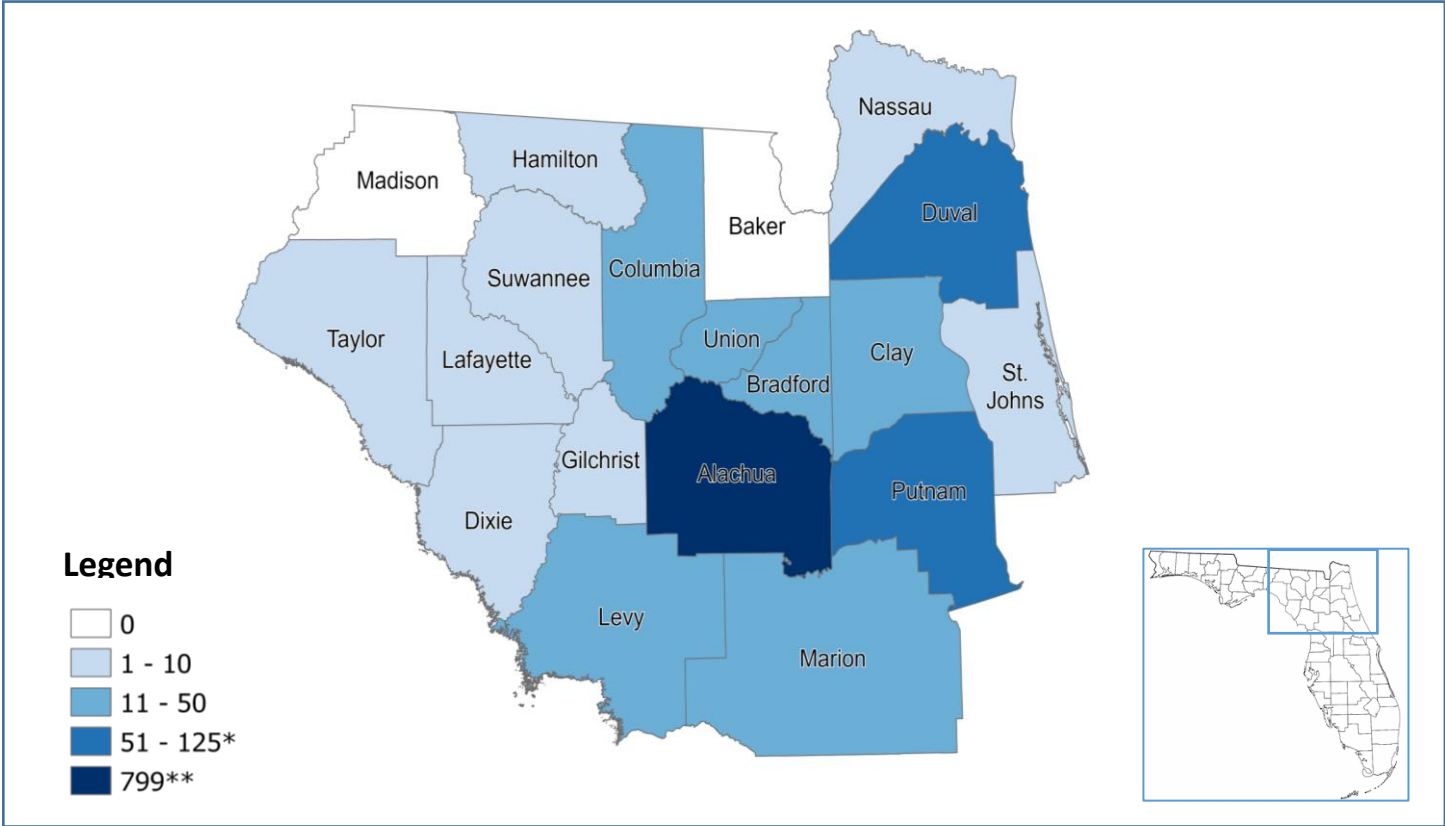 Nassau
Hamilton
Madison
Duval
Baker
Columbia
Suwannee
Taylor
Union
Clay
Lafayette
Bradford
St.
Johns
Gilchrist
Alachua
Putnam
Dixie
Levy
Marion
Legend
0
1 - 10
11 - 50
51 - 125*
799**